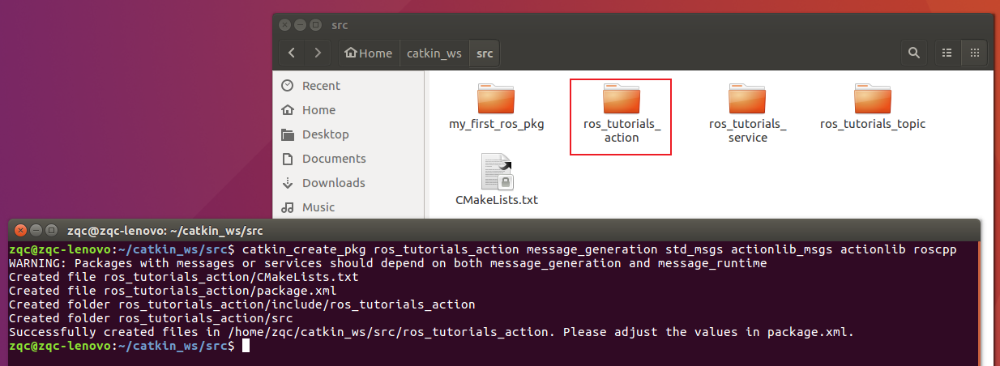 src
Home
catkin_ws
src
Recent
Home
Desktop
Documents
Downloads
Music
my_first_ros_pkg
ros_tutorials_
action
ros_tutorials_
service
ros_tutorials_topic
CMakeLists.txt
zqc@zqc-lenovo: ~/catkin_ws/src
zqc@zqc-lenovo:~/catkin_ws/src$ catkin_create_pkg ros_tutorials_action message_generation std_msgs actionlib_msgs actionlib roscpp
WARNING: Packages with messages or services should depend on both message_generation and message_runtime
Created file ros_tutorials_action/CMakeLists.txt
Created file ros_tutorials_action/package.xml
Created folder ros_tutorials_action/include/ros_tutorials_action
Created folder ros_tutorials_action/src
Successfully created files in /home/zqc/catkin_ws/src/ros_tutorials_action. Please adjust the values in package.xml.
zqc@zqc-lenovo:~/catkin_ws/src$